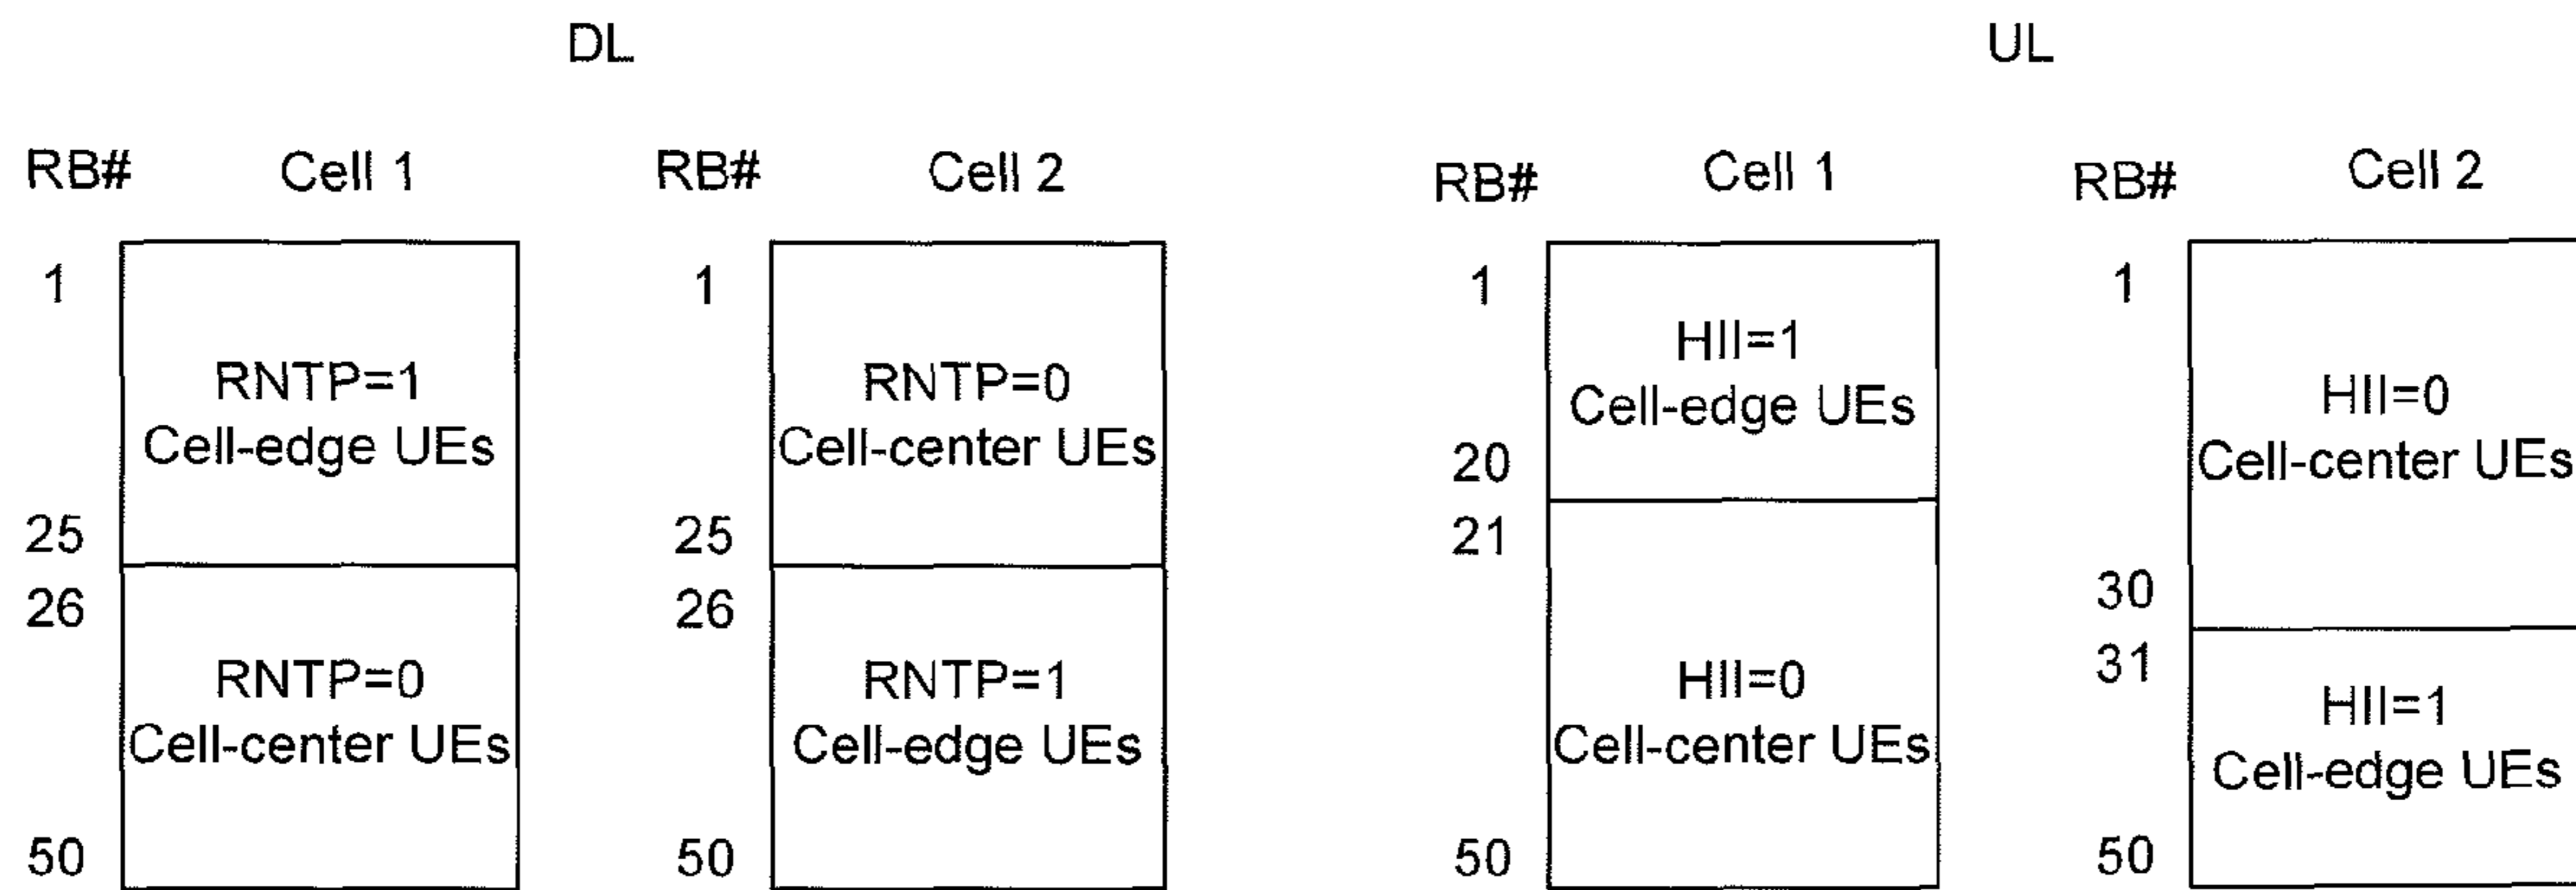 DL
RB# Cell 1 RB# Cell 2
1 1
RNTP=1
Cell-edge UEs
RNTP=0
Cell-center UEs
25 25
26 26
RNTP=0
Cell-center UEs
RNTP=1
Cell-edge UEs
50 50
UL
RB# Cell 1 RB# Cell 2
1 1
HII=1
Cell-edge UEs
20
21
HII=0
Cell-center UEs
50
HII=0
Cell-center UEs
30
31
HII=1
Cell-edge UEs
50